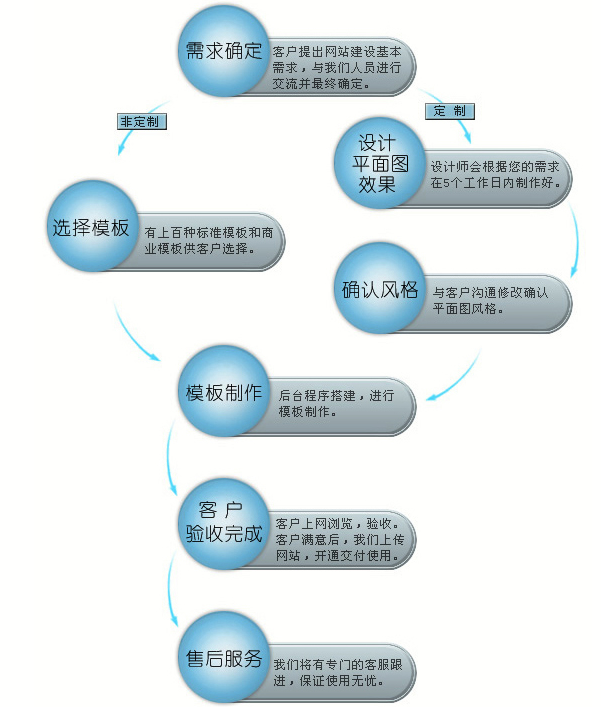 需求确定
客户提出网站建设基本
需求，与我们人员进行
交流并最终确定。
非定制
定 制
设计
平面图
效果
设计师会根据您的需求
在5个工作日内制作好。
选择模板
有上百种标准模板和商
业模板供客户选择。
确认风格
与客户沟通修改确认
平面图风格。
模板制作
后台程序搭建，进行
模板制作。
客 户
验收完成
客户上网浏览，验收。
客户满意后，我们上传
网站，开通交付使用。
售后服务
我们将有专门的客服跟
进，保证使用无忧。